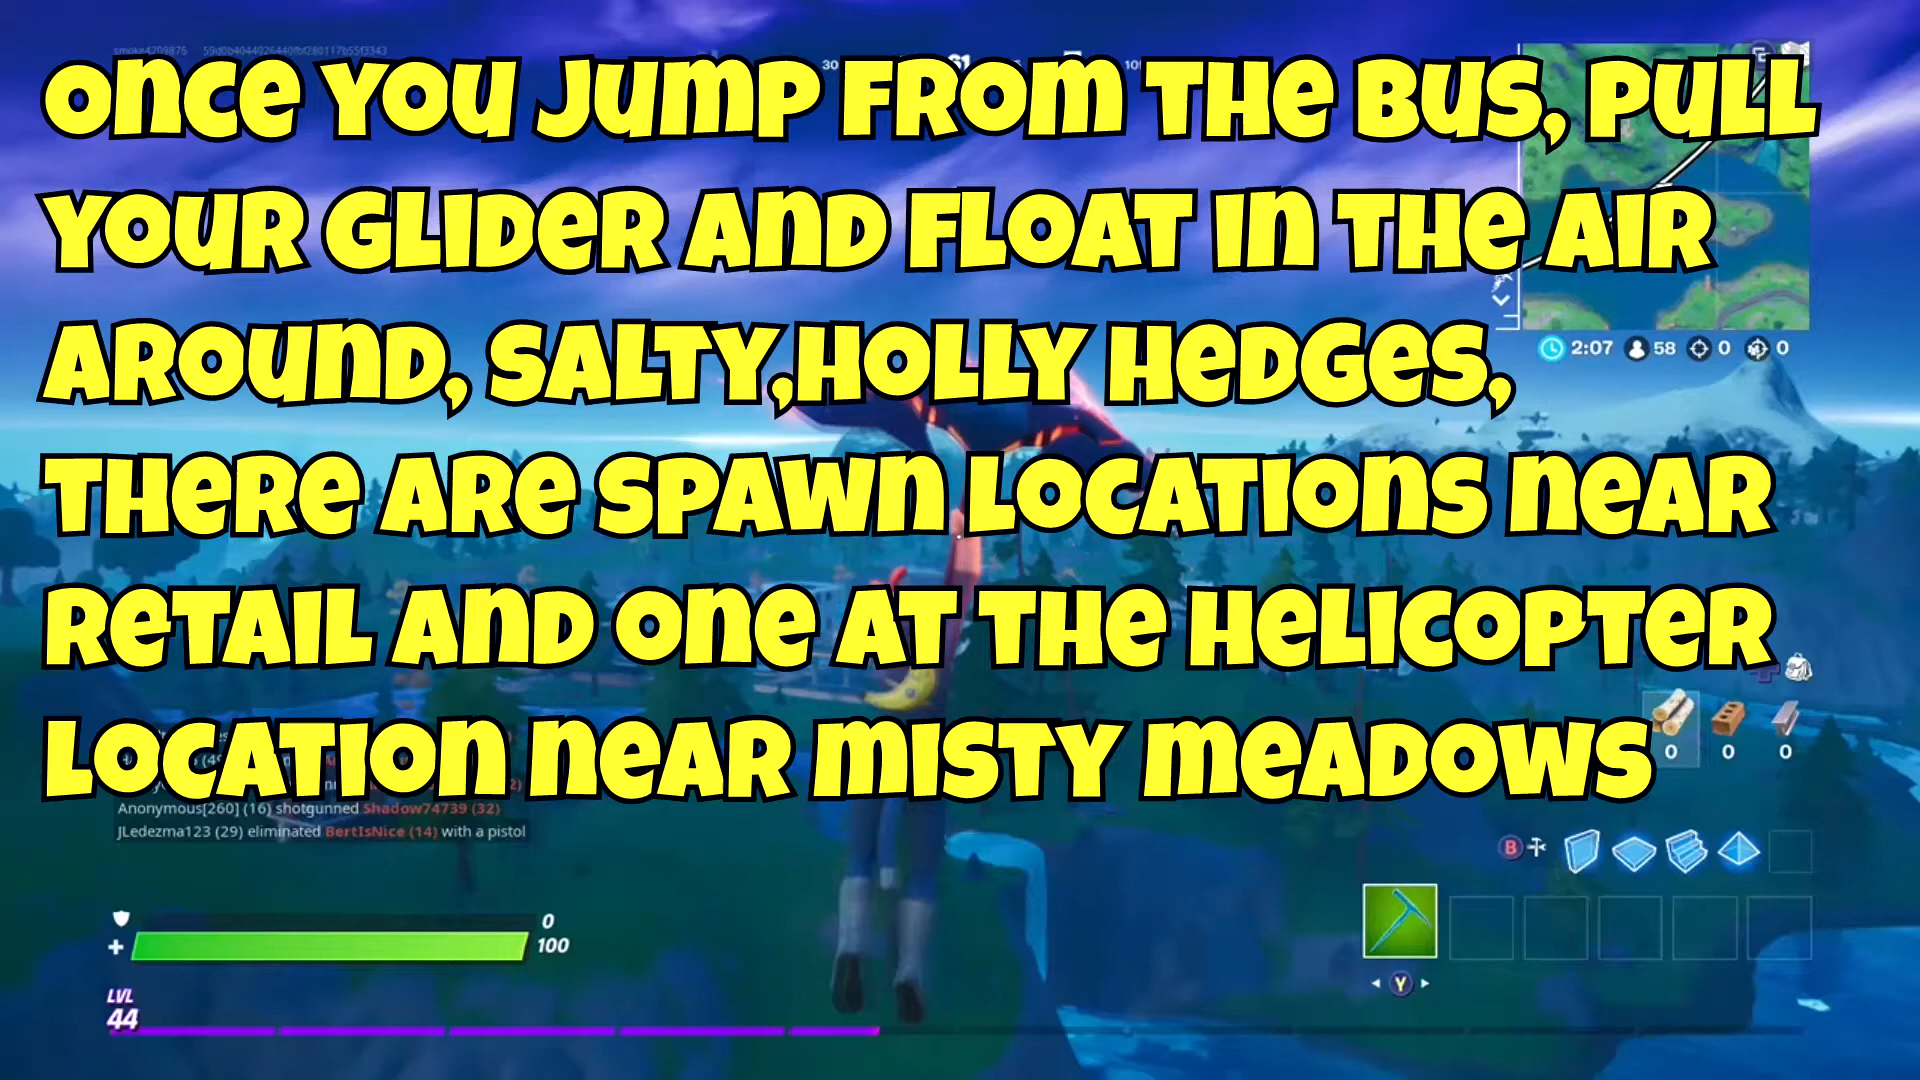 smoke4209875 59d0b4044026440fbf280117b55f3343
Once you jump from the bus, pull
your glider and float in the air
around, Salty,Holly Hedges,
there are spawn locations near
Retail and one at the helicopter
location near Misty Meadows
2:07 58 0 0
0 0 0
Anonymous[260] (16) shotgunned Shadow74739 (32)
JLedezma123 (29) eliminated BertIsNice (14) with a pistol
B
0
100
Y
LVL
44